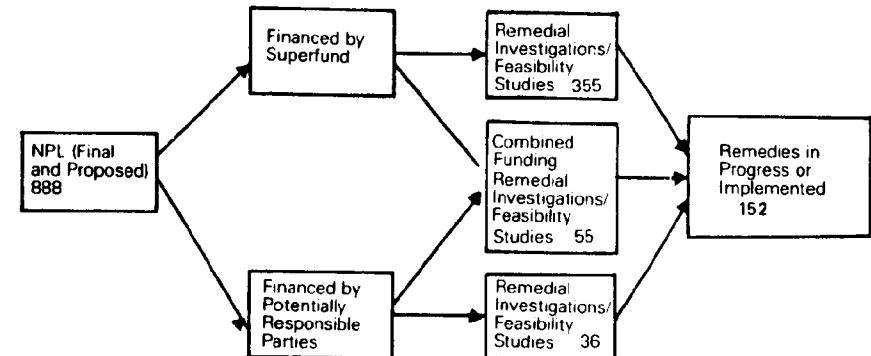 NPL (Final
and Proposed)
888
Financed by
Superfund
Financed by
Potentially
Responsible
Parties
Remedial
Investigations/
Feasibility
Studies 355
Combined
Funding
Remedial
Investigations/
Feasibility
Studies 55
Remedial
Investigations/
Feasibility
Studies 36
Remedies in
Progress or
Implemented
152